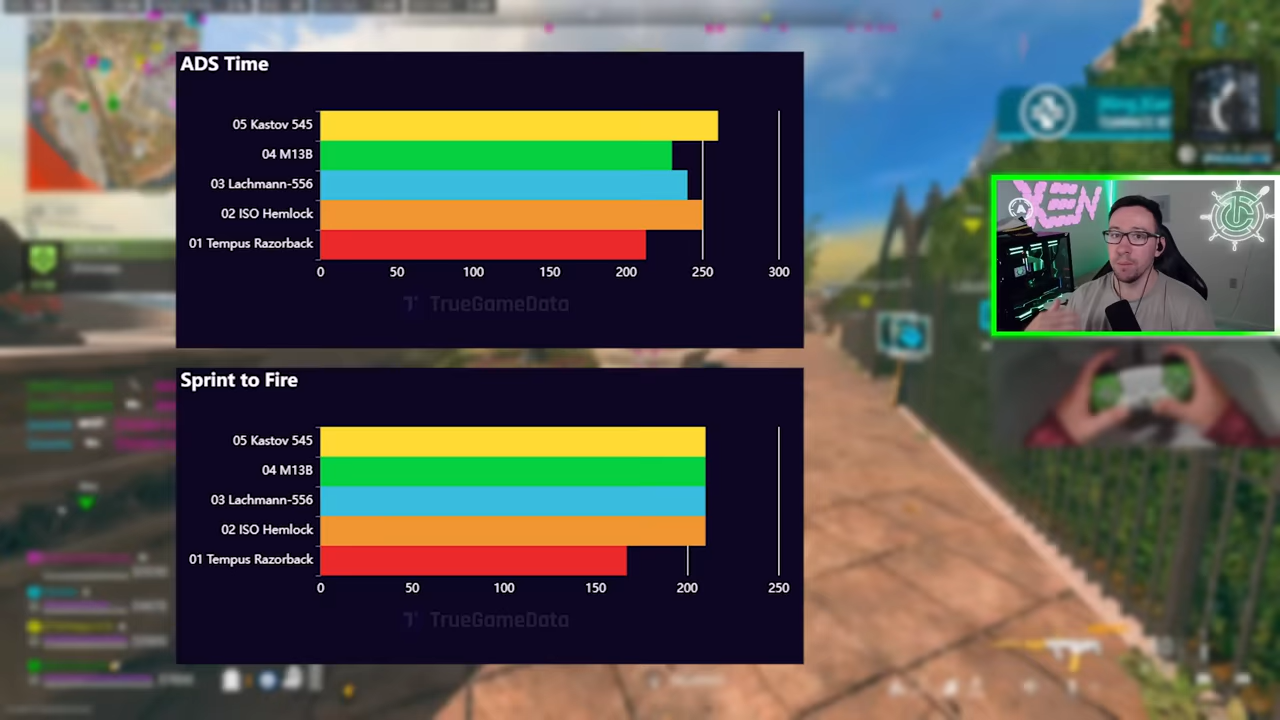 ADS Time
05 Kastov 545
04 M13B
03 Lachmann-556
02 ISO Hemlock
01 Tempus Razorback
0 50 100 150 200 250 300
TrueGameData
Sprint to Fire
05 Kastov 545
04 M13B
03 Lachmann-556
02 ISO Hemlock
01 Tempus Razorback
0 50 100 150 200 250
TrueGameData
XEN